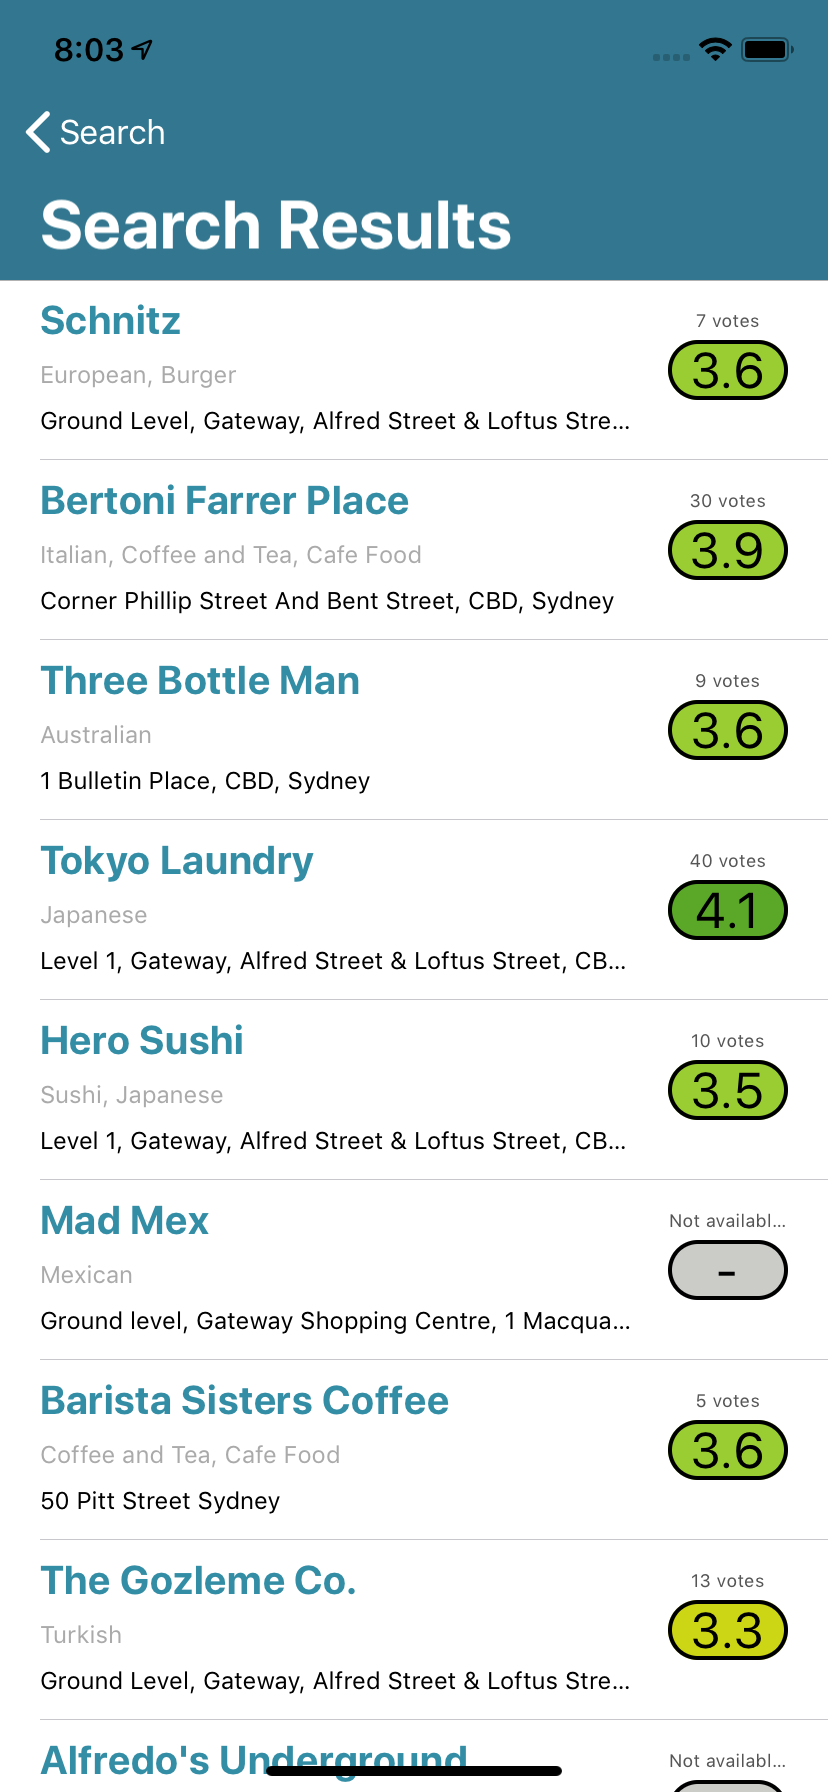 8:03
Search
Search Results
Schnitz
7 votes
European, Burger
3.6
Ground Level, Gateway, Alfred Street & Loftus Stre...
Bertoni Farrer Place
30 votes
Italian, Coffee and Tea, Cafe Food
3.9
Corner Phillip Street And Bent Street, CBD, Sydney
Three Bottle Man
9 votes
Australian
3.6
1 Bulletin Place, CBD, Sydney
Tokyo Laundry
40 votes
Japanese
4.1
Level 1, Gateway, Alfred Street & Loftus Street, CB...
Hero Sushi
10 votes
Sushi, Japanese
3.5
Level 1, Gateway, Alfred Street & Loftus Street, CB...
Mad Mex
Not availabl...
Mexican
-
Ground level, Gateway Shopping Centre, 1 Macqua...
Barista Sisters Coffee
5 votes
Coffee and Tea, Cafe Food
3.6
50 Pitt Street Sydney
The Gozleme Co.
13 votes
Turkish
3.3
Ground Level, Gateway, Alfred Street & Loftus Stre...
Alfredo's Underground
Not availabl...